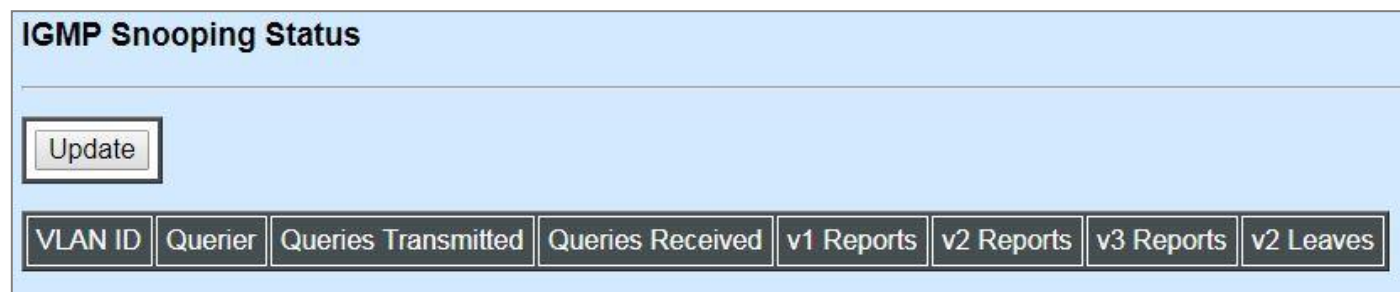 IGMP Snooping Status
Update
VLAN ID Querier Queries Transmitted Queries Received v1 Reports v2 Reports v3 Reports v2 Leaves